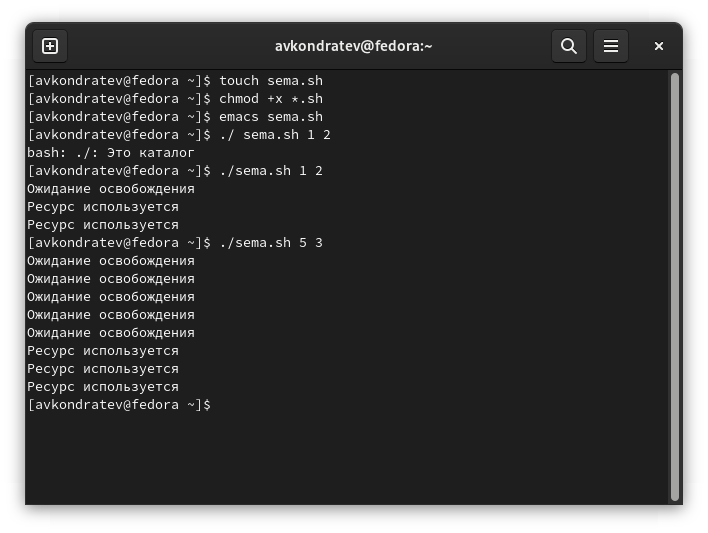 avkondratev@fedora:~
[avkondratev@fedora ~]$ touch sema.sh
[avkondratev@fedora ~]$ chmod +x *.sh
[avkondratev@fedora ~]$ emacs sema.sh
[avkondratev@fedora ~]$ ./ sema.sh 1 2
bash: ./: Это каталог
[avkondratev@fedora ~]$ ./sema.sh 1 2
Ожидание освобождения
Ресурс используется
Ресурс используется
[avkondratev@fedora ~]$ ./sema.sh 5 3
Ожидание освобождения
Ожидание освобождения
Ожидание освобождения
Ожидание освобождения
Ожидание освобождения
Ресурс используется
Ресурс используется
Ресурс используется
[avkondratev@fedora ~]$